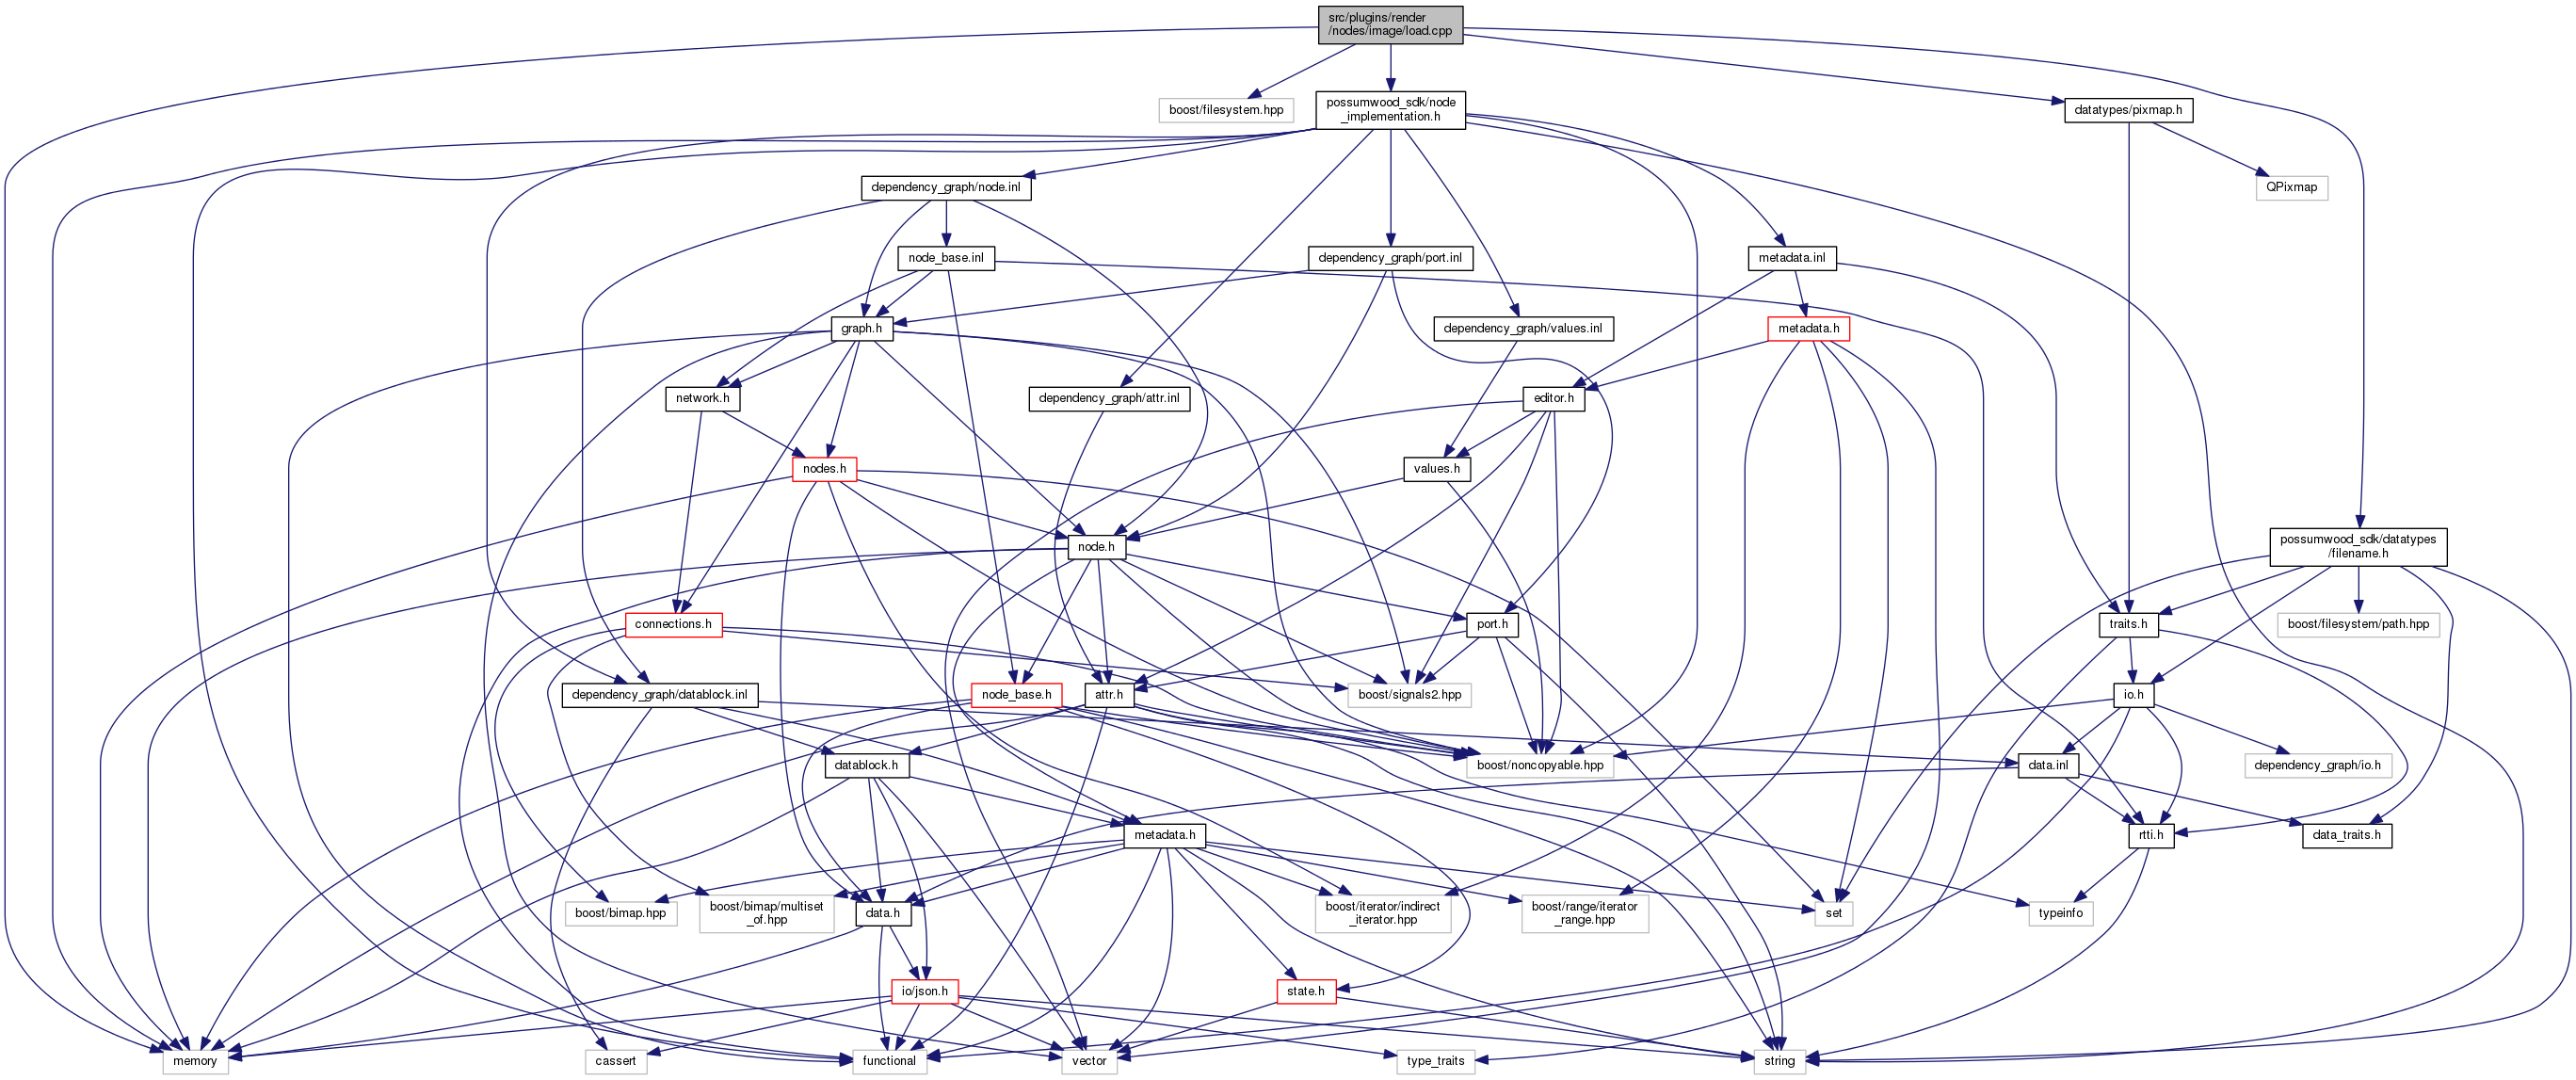 src/plugins/render
/nodes/image/load.cpp
boost/filesystem.hpp
possumwood_sdk/node
_implementation.h
datatypes/pixmap.h
dependency_graph/node.inl
QPixmap
node_base.inl
dependency_graph/port.inl
metadata.inl
graph.h
dependency_graph/values.inl
metadata.h
network.h
dependency_graph/attr.inl
editor.h
nodes.h
values.h
node.h
possumwood_sdk/datatypes
/filename.h
connections.h
port.h
traits.h
boost/filesystem/path.hpp
dependency_graph/datablock.inl
node_base.h
attr.h
boost/signals2.hpp
io.h
datablock.h
boost/noncopyable.hpp
data.inl
dependency_graph/io.h
metadata.h
rtti.h
data_traits.h
boost/bimap.hpp
boost/bimap/multiset
_of.hpp
data.h
boost/iterator/indirect
_iterator.hpp
boost/range/iterator
_range.hpp
set
typeinfo
io/json.h
state.h
memory
cassert
functional
vector
type_traits
string